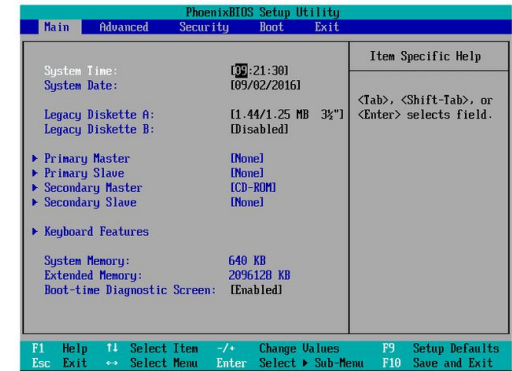 PhoenixBIOS Setup Utility
Main Advanced Security Boot Exit
Item Specific Help
System Time: [09:21:30]
System Date: [09/02/2016]
<Tab>, <Shift-Tab>, or
<Enter> selects field.
Legacy Diskette A: [1.44/1.25 MB 3½"]
Legacy Diskette B: [Disabled]
▶ Primary Master [None]
▶ Primary Slave [None]
▶ Secondary Master [CD-ROM]
▶ Secondary Slave [None]
▶ Keyboard Features
System Memory: 640 KB
Extended Memory: 2096128 KB
Boot-time Diagnostic Screen: [Enabled]
F1 Help ↑↓ Select Item -/+ Change Values F9 Setup Defaults
Esc Exit ↔ Select Menu Enter Select ▶ Sub-Menu F10 Save and Exit